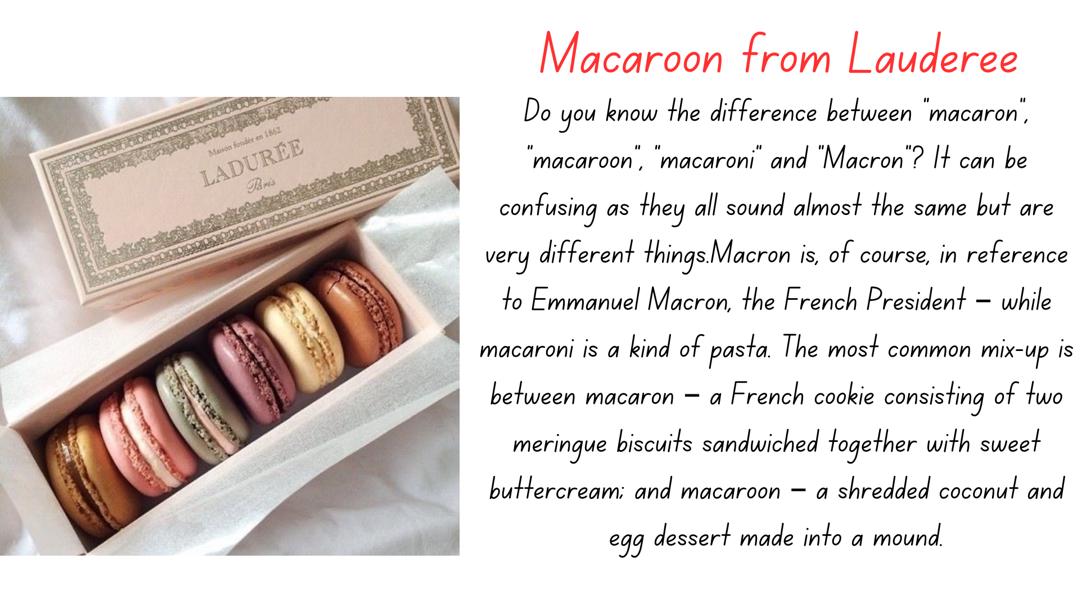 Macaroon from Lauderee
Maison fondée en 1862
LADURÉE
Paris
Do you know the difference between "macaron",
"macaroon", "macaroni" and "Macron"? It can be
confusing as they all sound almost the same but are
very different things.Macron is, of course, in reference
to Emmanuel Macron, the French President – while
macaroni is a kind of pasta. The most common mix-up is
between macaron – a French cookie consisting of two
meringue biscuits sandwiched together with sweet
buttercream; and macaroon – a shredded coconut and
egg dessert made into a mound.